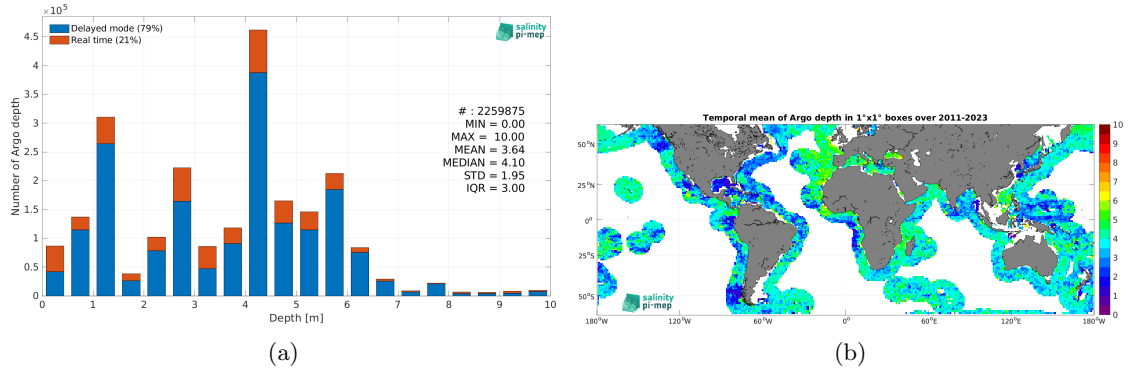 ×10⁵
4.5
4
3.5
3
2.5
2
1.5
1
0.5
0
Number of Argo depth
Delayed mode (79%)
Real time (21%)
salinity
pi-mep
# : 2259875
MIN = 0.00
MAX = 10.00
MEAN = 3.64
MEDIAN = 4.10
STD = 1.95
IQR = 3.00
0 1 2 3 4 5 6 7 8 9 10
Depth [m]
(a)
Temporal mean of Argo depth in 1°x1° boxes over 2011-2023
50°N
25°N
0°
25°S
50°S
180°W 120°W 60°W 0°E 60°E 120°E 180°E
salinity
pi-mep
10
9
8
7
6
5
4
3
2
1
0
(b)